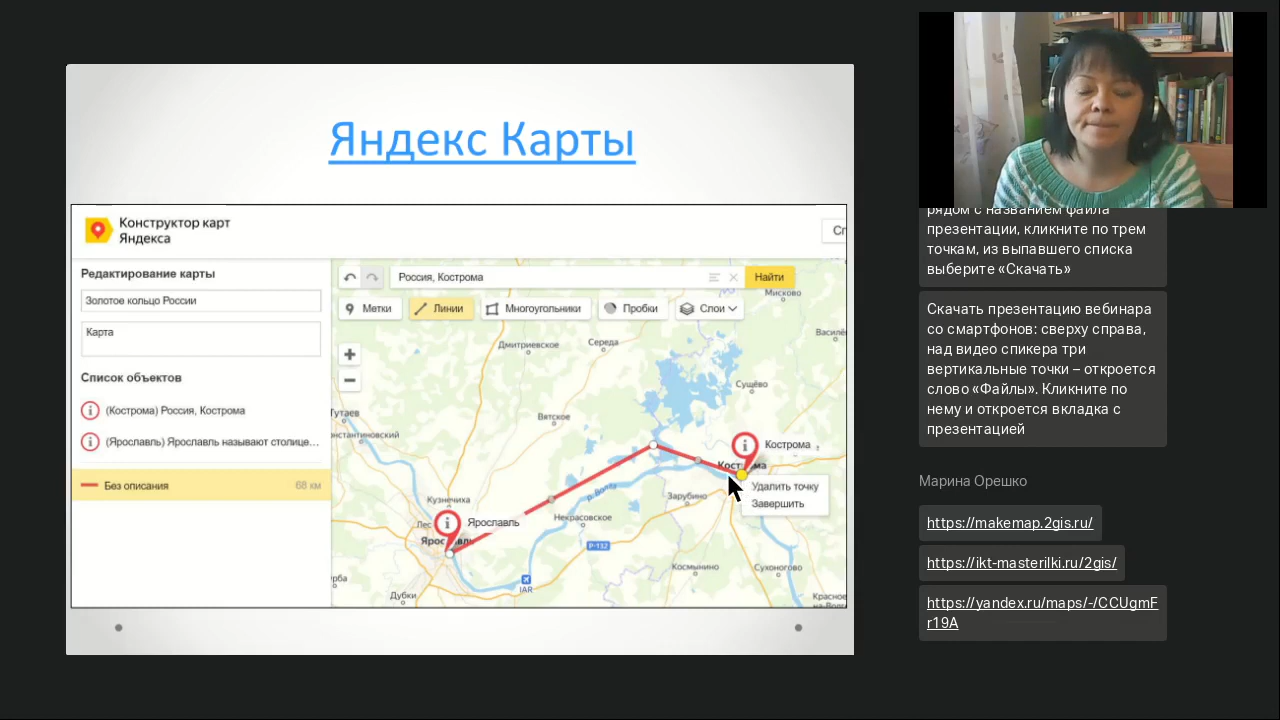 Яндекс Карты
Конструктор карт
Яндекса
Редактирование карты
Золотое кольцо России
Карта
Список объектов
(Кострома) Россия, Кострома
(Ярославль) Ярославль называют столице...
Без описания 68 км
Россия, Кострома
Найти
Метки
Линии
Многоугольники
Пробки
Слои
Мисково
Дмитриевское
Середа
Сущёво
Вятское
Кострома
Удалить точку
Завершить
Кузнечиха
Зарубино
Ярославль
Некрасовское
р. Волга
Р-132
IAR
Космынино
Сухоногово
Дубки
рядом с названием файла
презентации, кликните по трем
точкам, из выпавшего списка
выберите «Скачать»
Скачать презентацию вебинара
со смартфонов: сверху справа,
над видео спикера три
вертикальные точки – откроется
слово «Файлы». Кликните по
нему и откроется вкладка с
презентацией
Марина Орешко
https://makemap.2gis.ru/
https://ikt-masterilki.ru/2gis/
https://yandex.ru/maps/-/CCUgmF
r19A